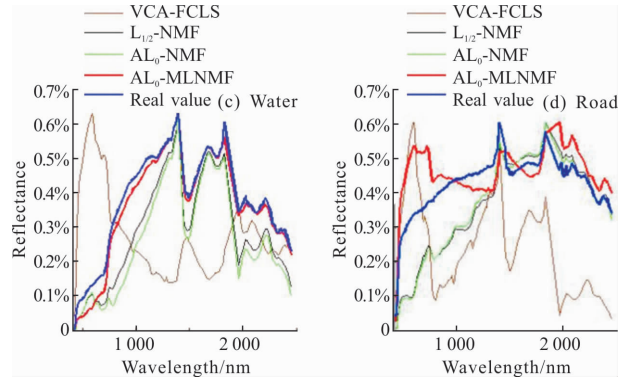 VCA-FCLS
L1/2-NMF
AL0-NMF
AL0-MLNMF
Real value (c) Water
0.7%
0.6%
0.5%
0.4%
0.3%
0.2%
0.1%
0
Reflectance
1 000
2 000
Wavelength/nm
VCA-FCLS
L1/2-NMF
AL0-NMF
AL0-MLNMF
Real value (d) Road
0.7%
0.6%
0.5%
0.4%
0.3%
0.2%
0.1%
0
Reflectance
1 000
2 000
Wavelength/nm